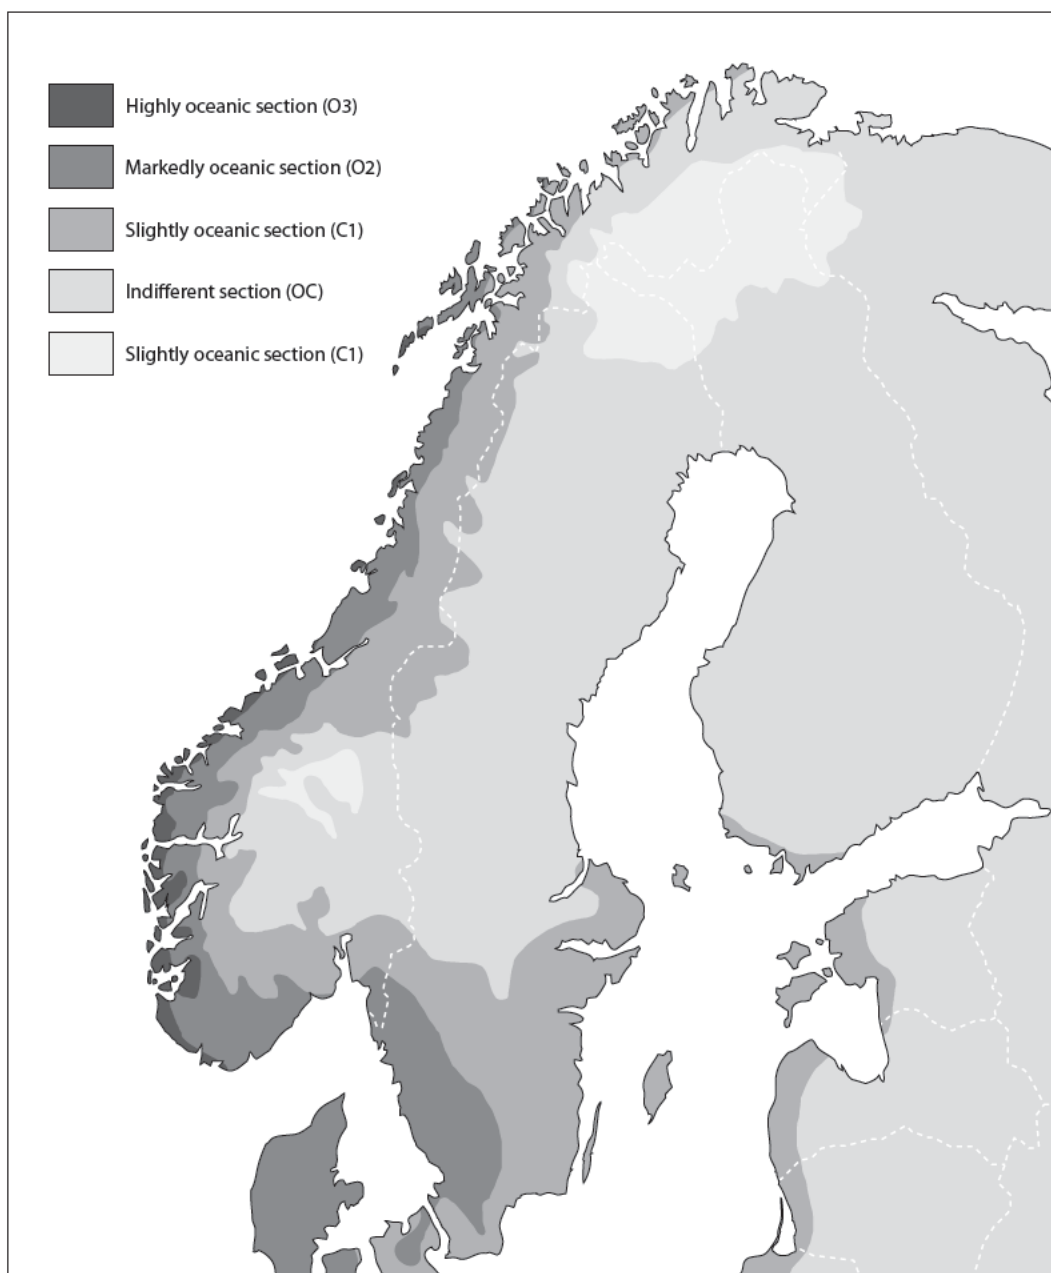 Highly oceanic section (O3)
Markedly oceanic section (O2)
Slightly oceanic section (C1)
Indifferent section (OC)
Slightly oceanic section (C1)